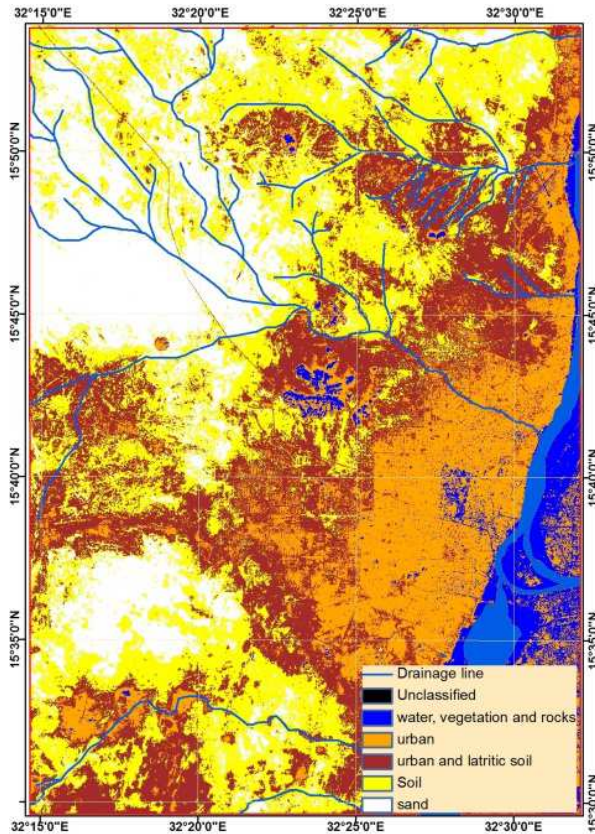 32°15'0"E 32°20'0"E 32°25'0"E 32°30'0"E
15°50'0"N 15°50'0"N
15°45'0"N 15°45'0"N
15°40'0"N 15°40'0"N
15°35'0"N 15°35'0"N
Drainage line
Unclassified
water, vegetation and rocks
urban
urban and latritic soil
Soil
sand
15°30'0"N 15°30'0"N
32°15'0"E 32°20'0"E 32°25'0"E 32°30'0"E